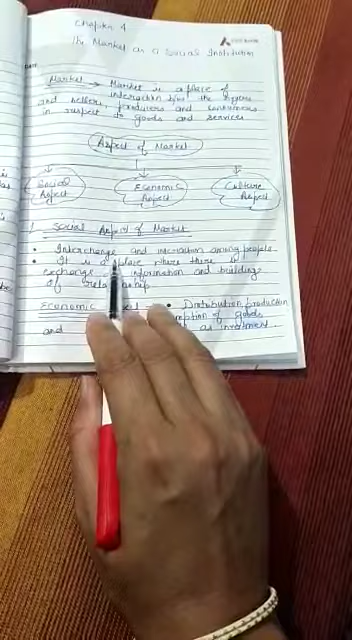 Chapter 4
The Market as a Social Institution
DATE
Market → Market is a place of
interaction b/w the buyers
and sellers, producers and consumers
in respect to goods and services
Aspect of Market
Social Aspect
Economic Aspect
Culture Aspect
1. Social Aspect of Market
• Interchange and interaction among people
• It is a place where there is
exchange of information and building
of relationship
Economic • Distribution, production
of goods
and as investment